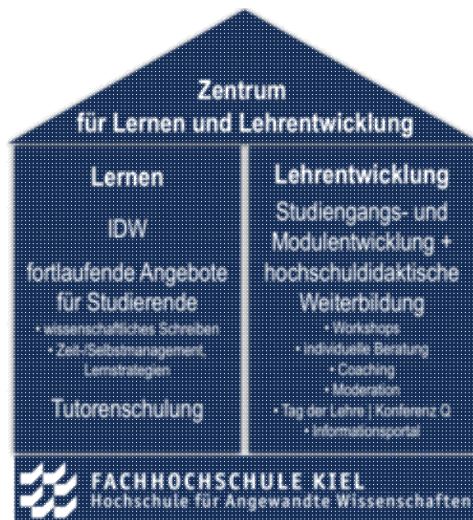 Zentrum
für Lernen und Lehrentwicklung
Lernen
IDW
fortlaufende Angebote
für Studierende
• wissenschaftliches Schreiben
• Zeit-/Selbstmanagement,
Lernstrategien
Tutorenschulung
Lehrentwicklung
Studiengangs- und
Modulentwicklung +
hochschuldidaktische
Weiterbildung
• Workshops
• individuelle Beratung
• Coaching
• Moderation
• Tag der Lehre | Konferenz Q
• Informationsportal
FACHHOCHSCHULE KIEL
Hochschule für Angewandte Wissenschaften